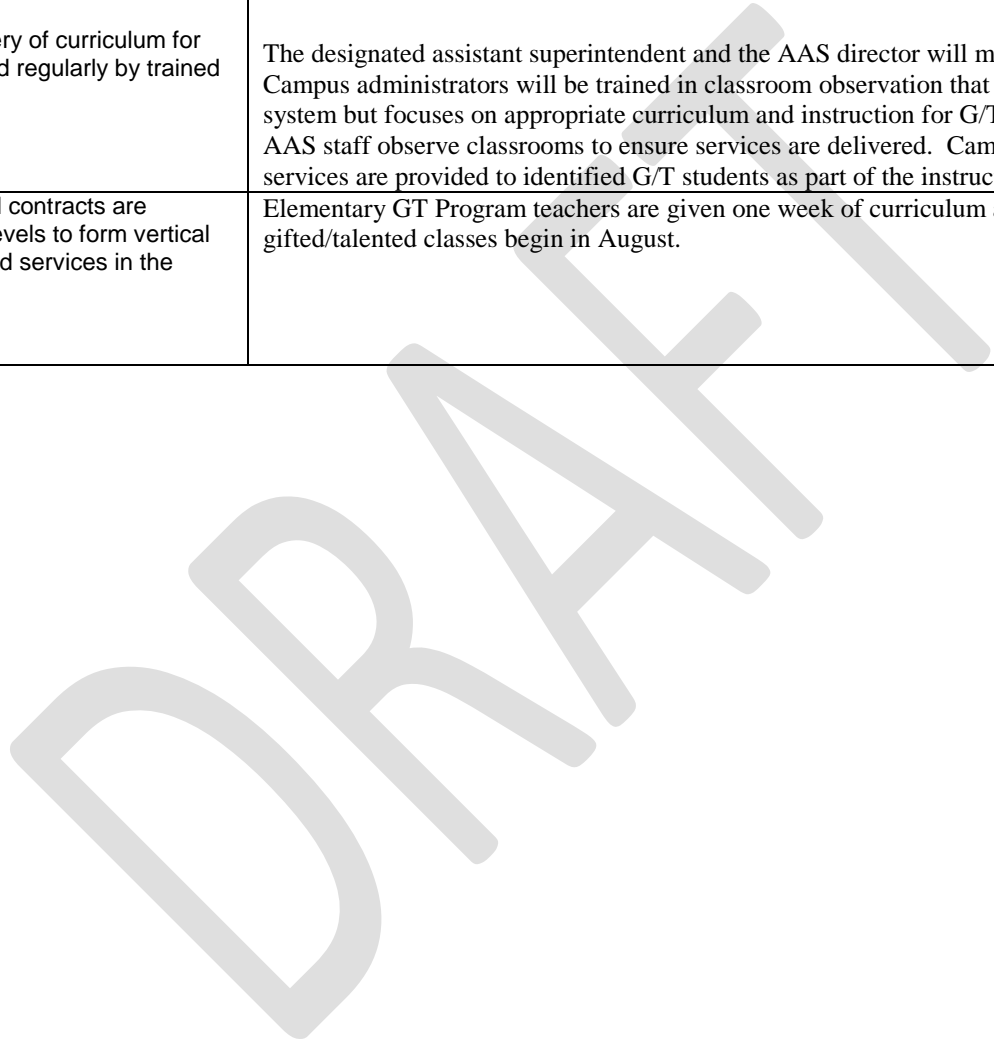 ery of curriculum for
d regularly by trained
The designated assistant superintendent and the AAS director will m
Campus administrators will be trained in classroom observation that
system but focuses on appropriate curriculum and instruction for G/T
AAS staff observe classrooms to ensure services are delivered.  Cam
services are provided to identified G/T students as part of the instruc
l contracts are
evels to form vertical
d services in the
Elementary GT Program teachers are given one week of curriculum
gifted/talented classes begin in August.
DRAFT